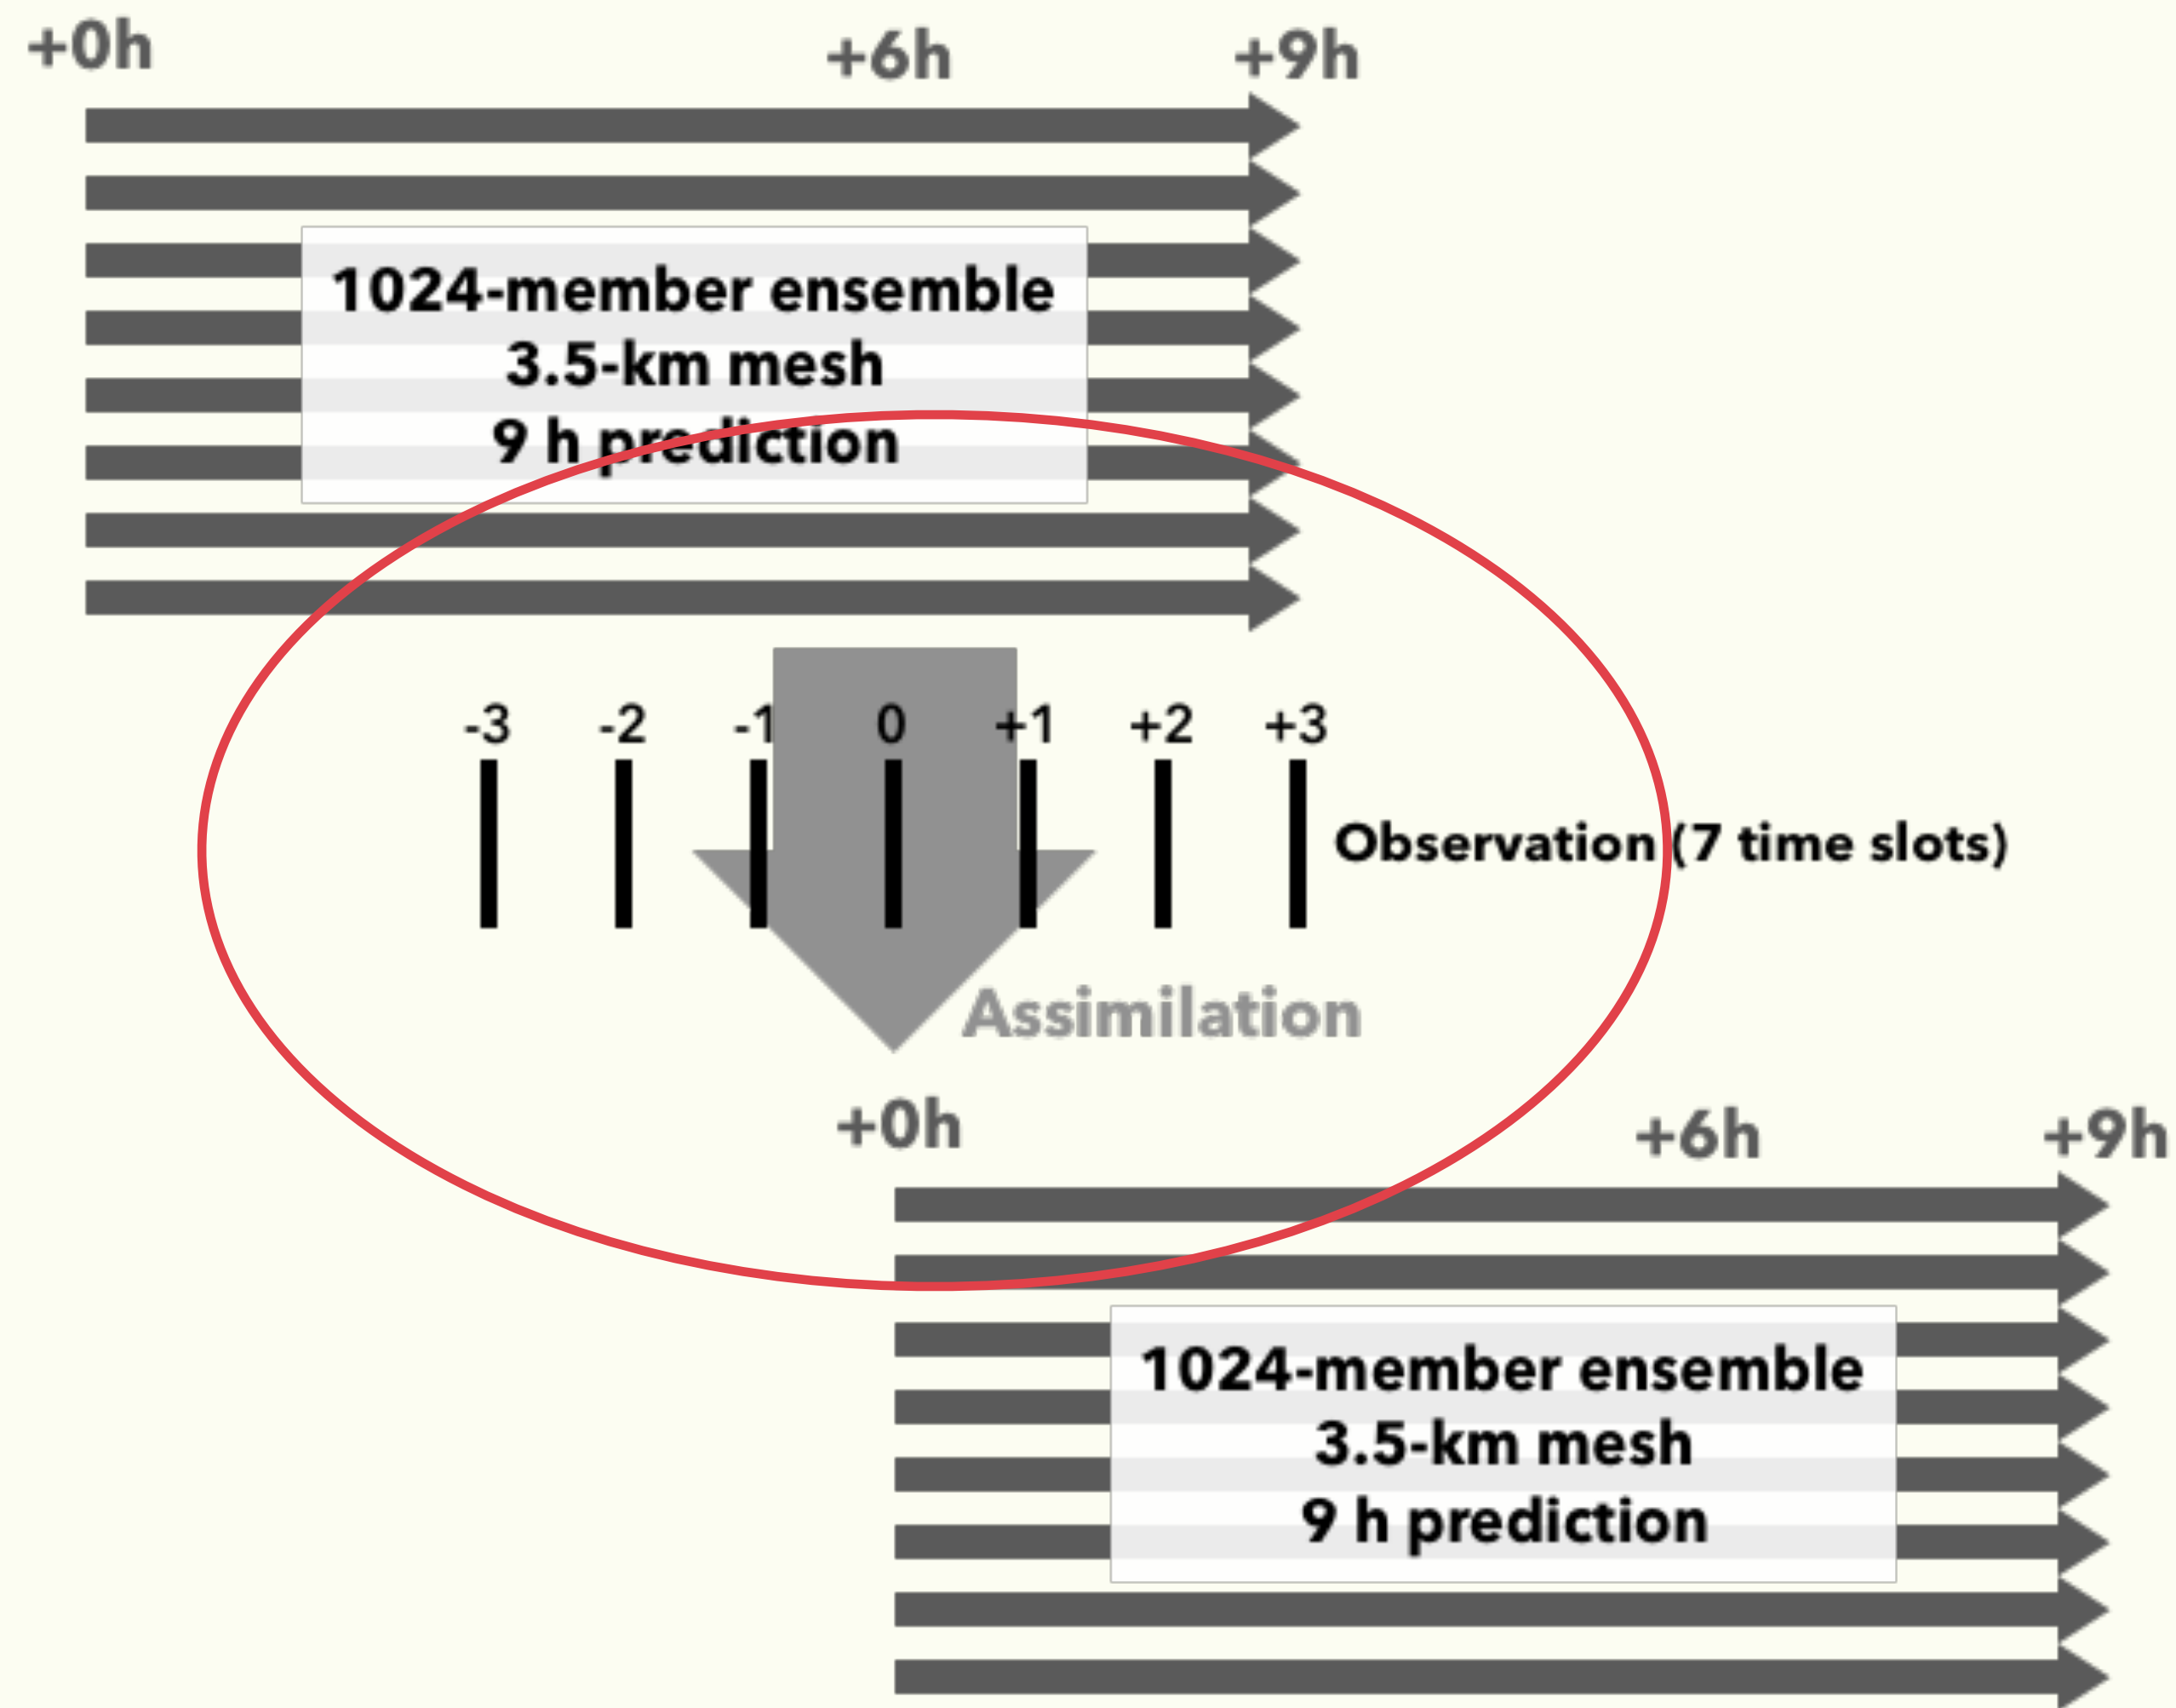 +0h +6h +9h
1024-member ensemble
3.5-km mesh
9 h prediction
-3 -2 -1 0 +1 +2 +3
Observation (7 time slots)
Assimilation
+0h +6h +9h
1024-member ensemble
3.5-km mesh
9 h prediction